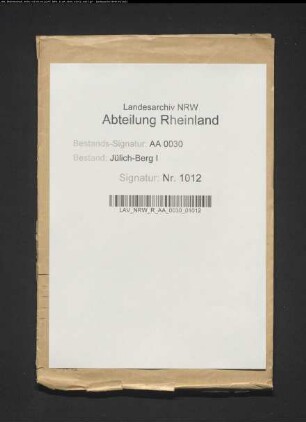 Landesarchiv NRW
Abteilung Rheinland
Bestands-Signatur: AA 0030
Bestand: Jülich-Berg I
Signatur: Nr. 1012
LAV_NRW_R_AA_0030_01012